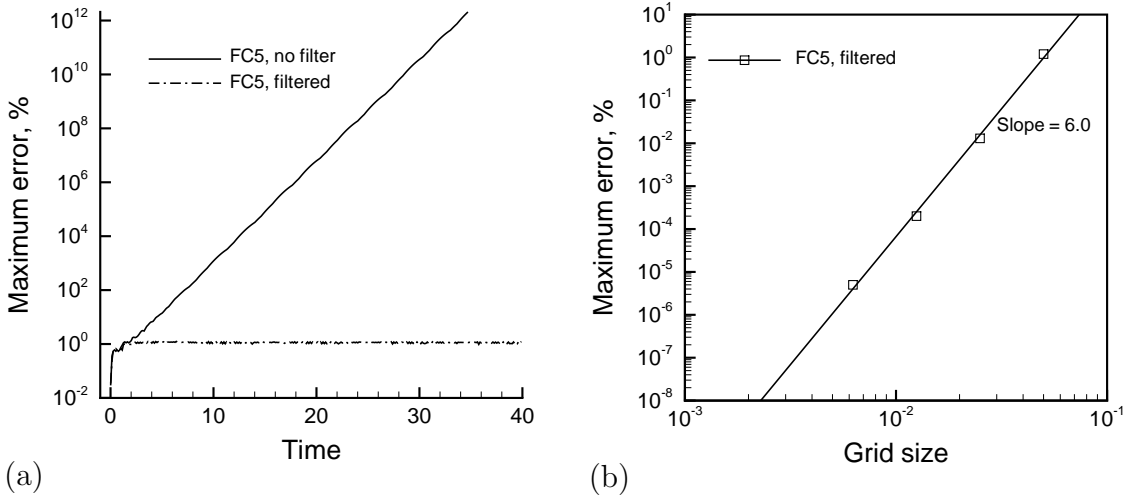 10^12
10^10
10^8
10^6
10^4
10^2
10^0
10^-2
Maximum error, %
FC5, no filter
FC5, filtered
0
10
20
30
40
Time
(a)
10^1
10^0
10^-1
10^-2
10^-3
10^-4
10^-5
10^-6
10^-7
10^-8
Maximum error, %
FC5, filtered
Slope = 6.0
10^-3
10^-2
10^-1
Grid size
(b)